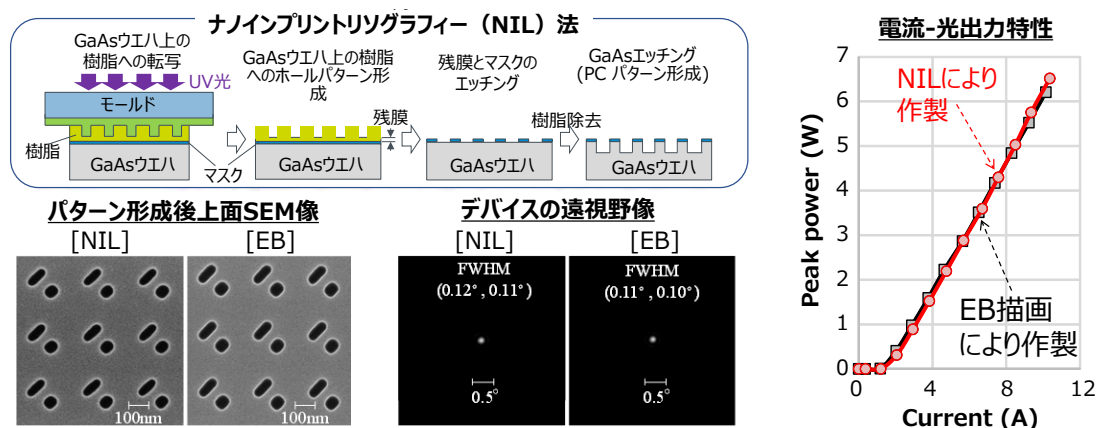 ナノインプリントリソグラフィー（NIL）法
GaAsウエハ上の
樹脂への転写
UV光
モールド
樹脂
GaAsウエハ
マスク
GaAsウエハ上の樹脂
へのホールパターン形
成
残膜
GaAsウエハ
残膜とマスクの
エッチング
樹脂除去
GaAsウエハ
GaAsエッチング
(PC パターン形成)
GaAsウエハ
パターン形成後上面SEM像
[NIL]
[EB]
100nm
100nm
デバイスの遠視野像
[NIL]
[EB]
FWHM
(0.12°, 0.11°)
0.5°
FWHM
(0.11°, 0.10°)
0.5°
電流-光出力特性
NILにより
作製
EB描画
により作製
Peak power (W)
7
6
5
4
3
2
1
0
0
4
8
12
Current (A)